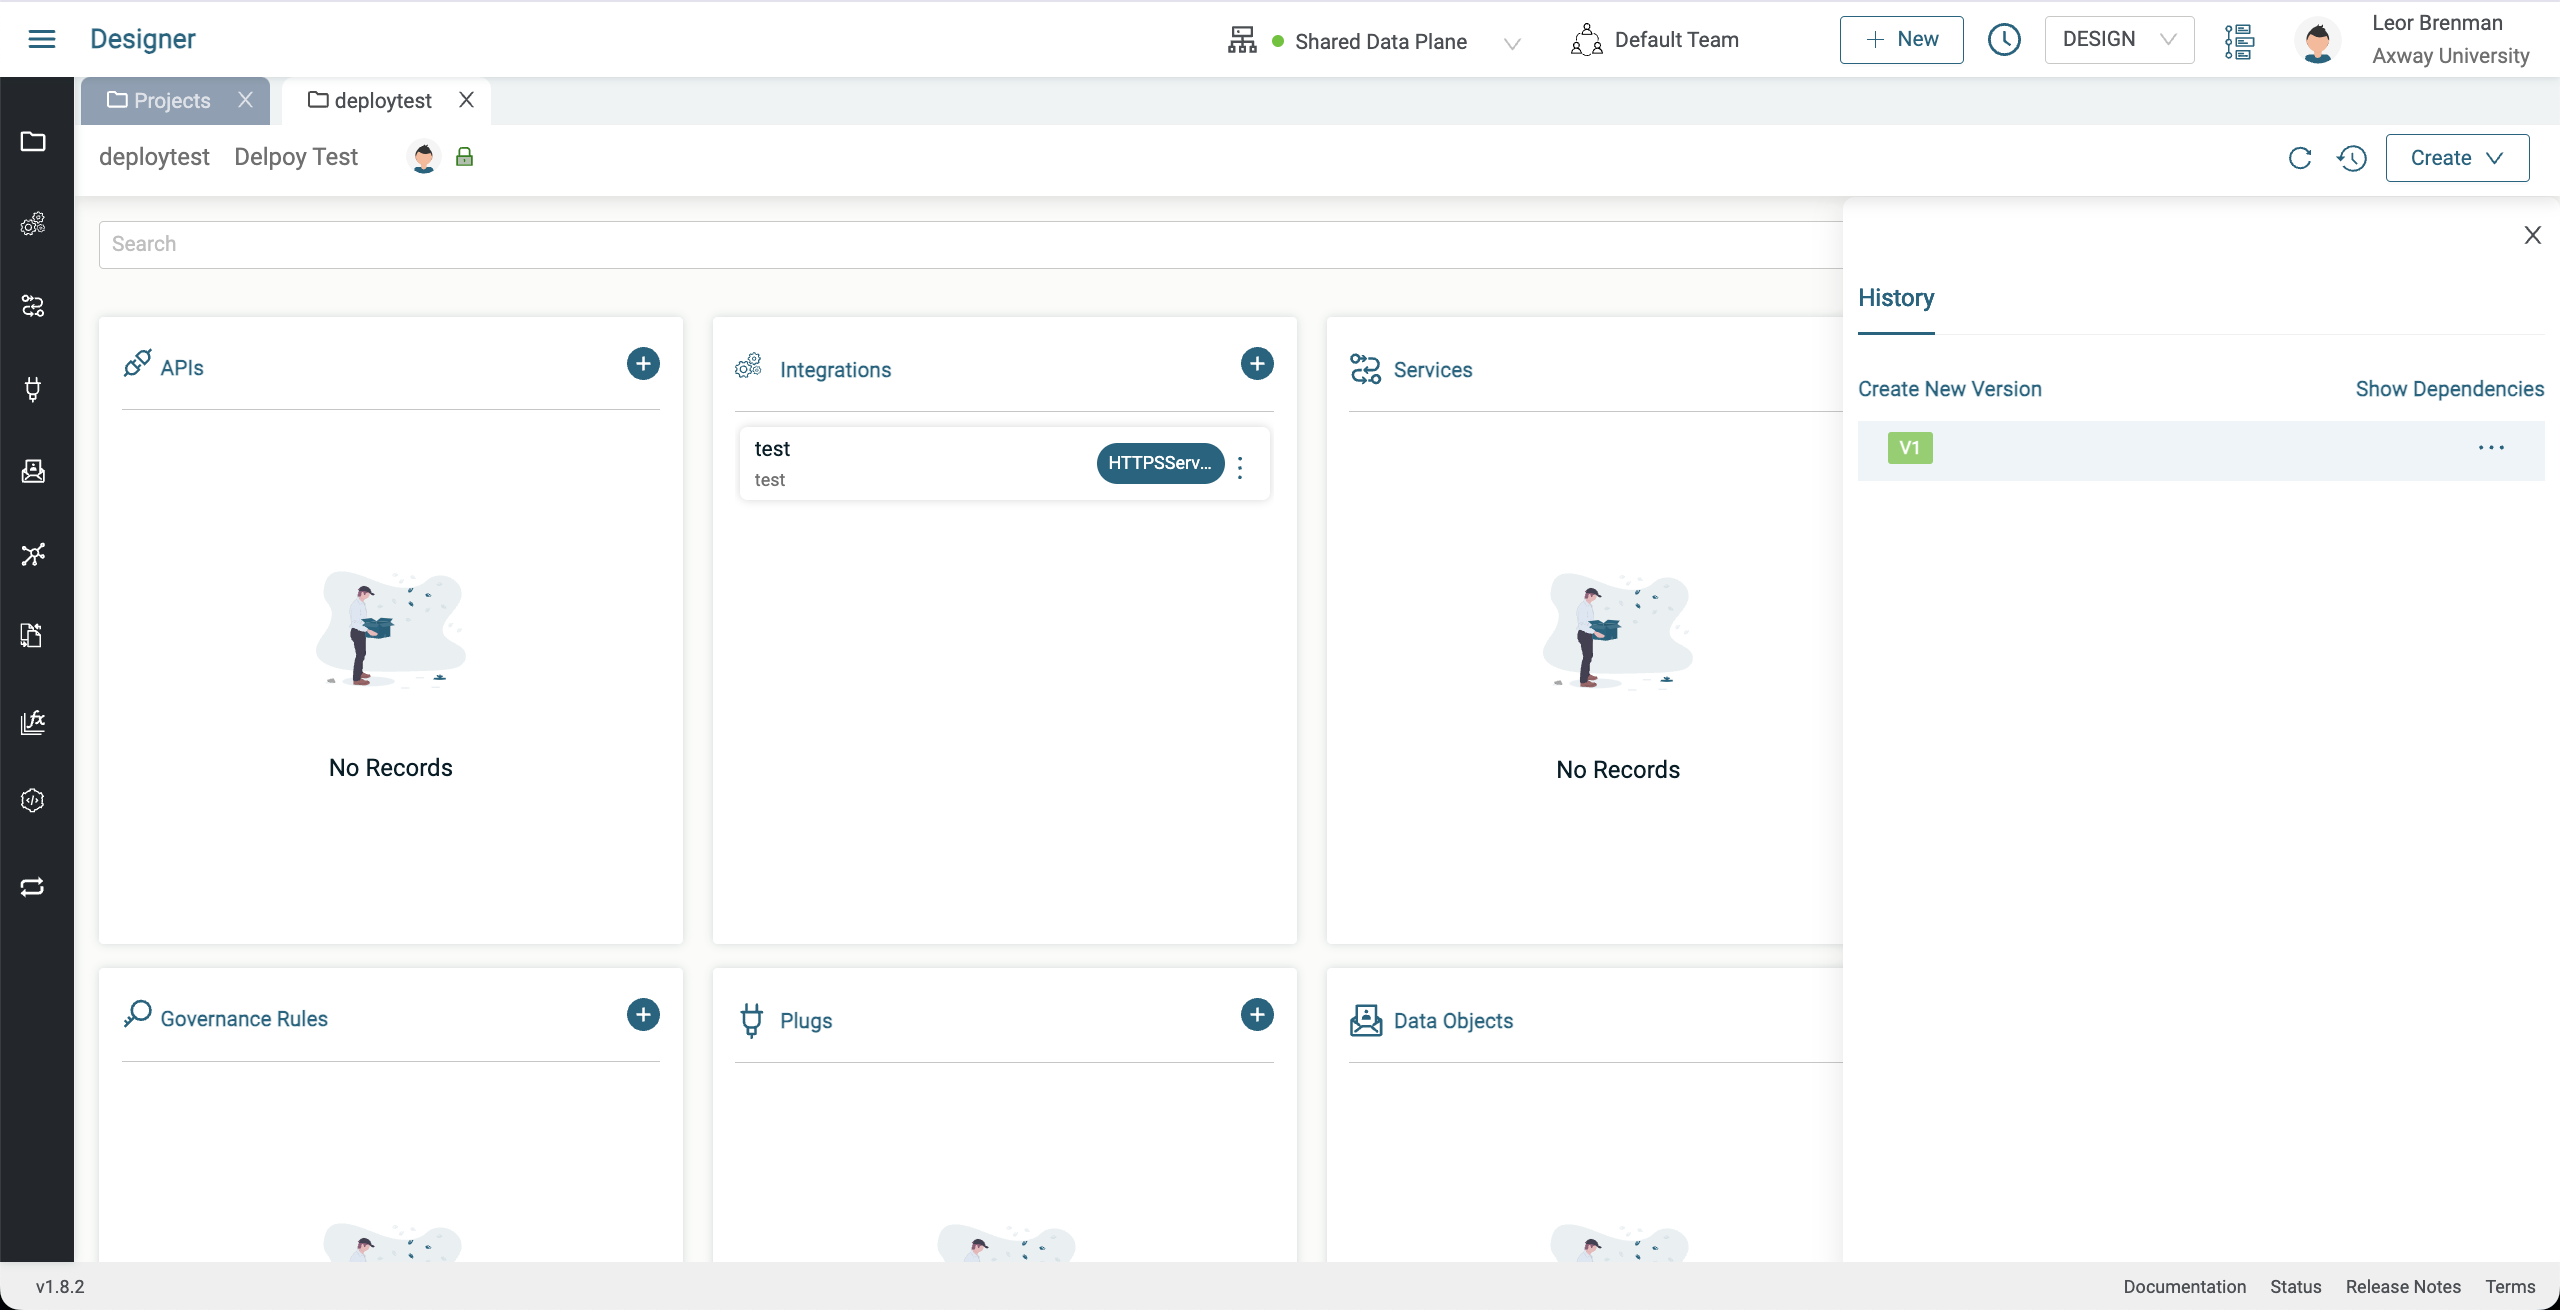 Designer
Shared Data Plane
Default Team
New
DESIGN
Leor Brenman
Axway University
Projects
deploytest
deploytest Delpoy Test
Create
Search
History
Create New Version
Show Dependencies
V1
APIs
No Records
Integrations
test
test
HTTPSServ...
Services
No Records
Governance Rules
Plugs
Data Objects
v1.8.2
Documentation Status Release Notes Terms